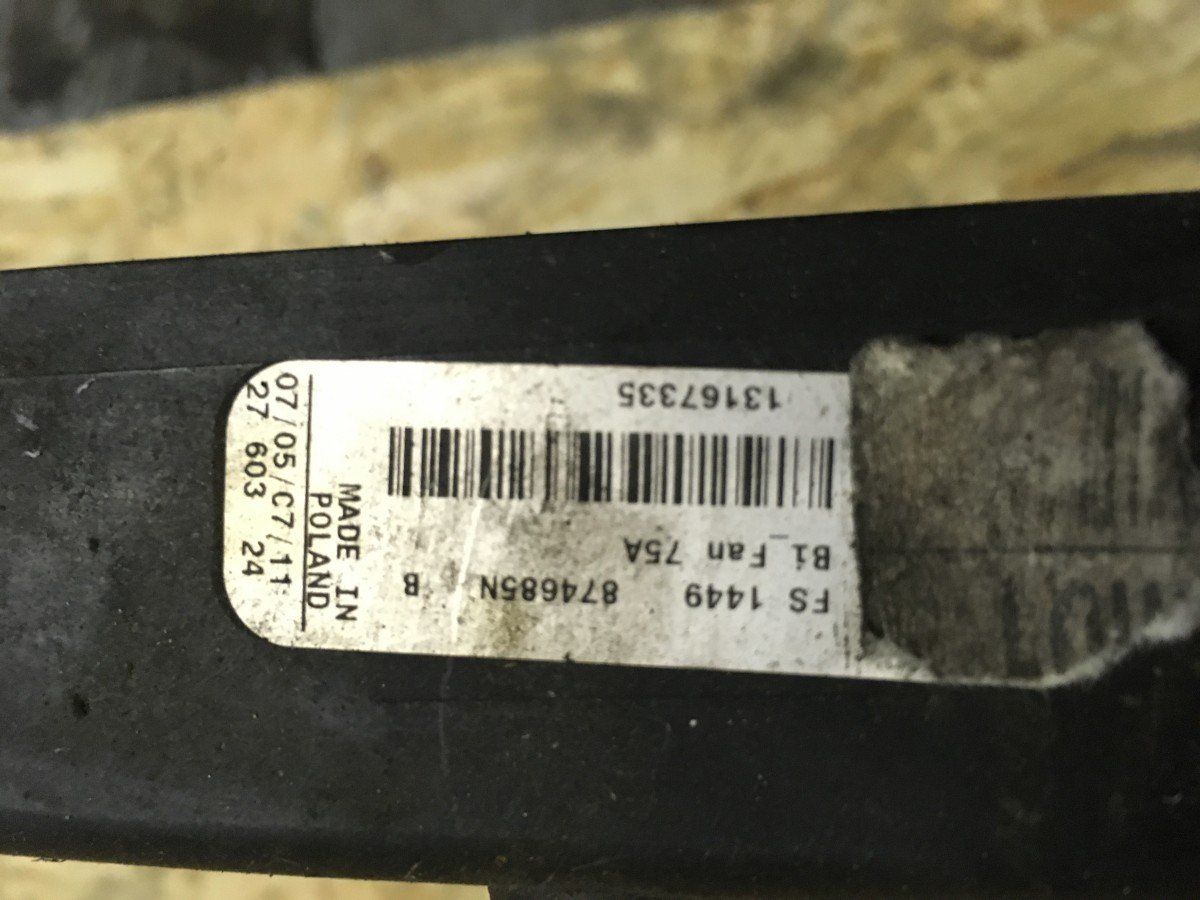 FS 1449 874685N B
Bi_Fan 75A
13167335
MADE IN
POLAND
07/05/C7/11
27 603 24